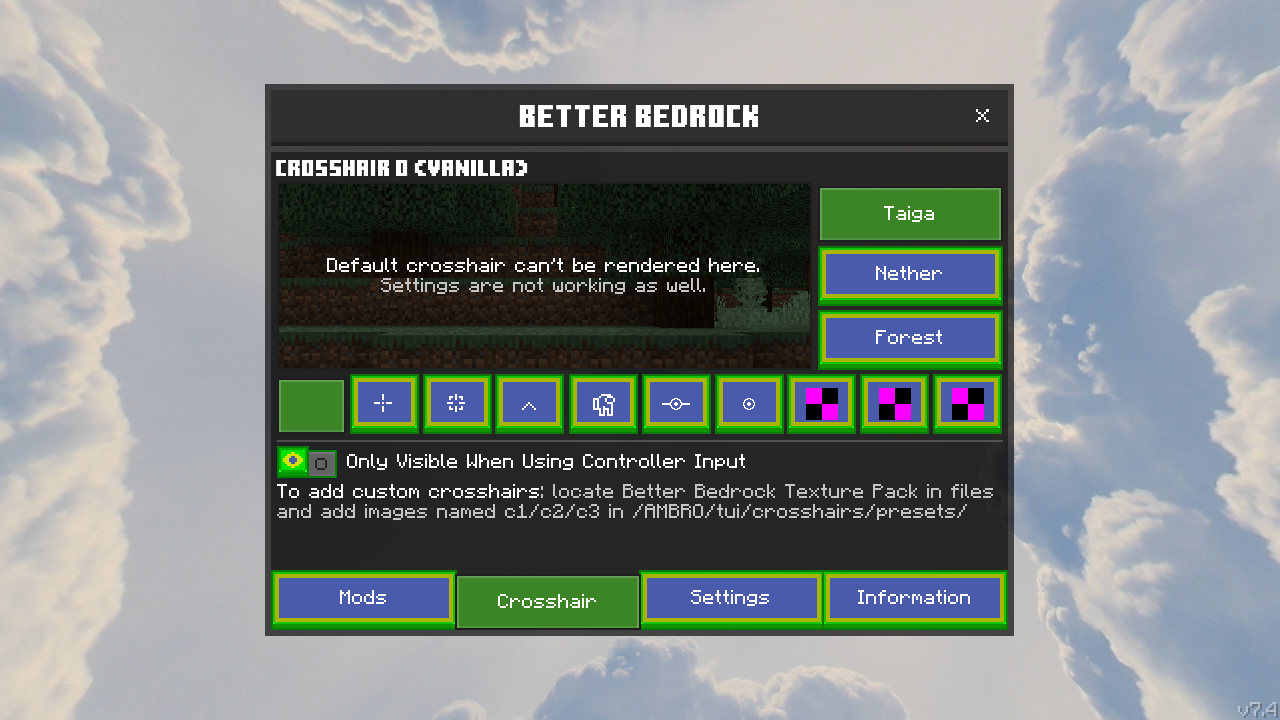 BETTER BEDROCK
CROSSHAIR 0 (VANILLA)
Default crosshair can't be rendered here.
Settings are not working as well.
Taiga
Nether
Forest
Only Visible When Using Controller Input
To add custom crosshairs: locate Better Bedrock Texture Pack in files
and add images named c1/c2/c3 in /AMBRO/tui/crosshairs/presets/
Mods
Crosshair
Settings
Information
v7.4